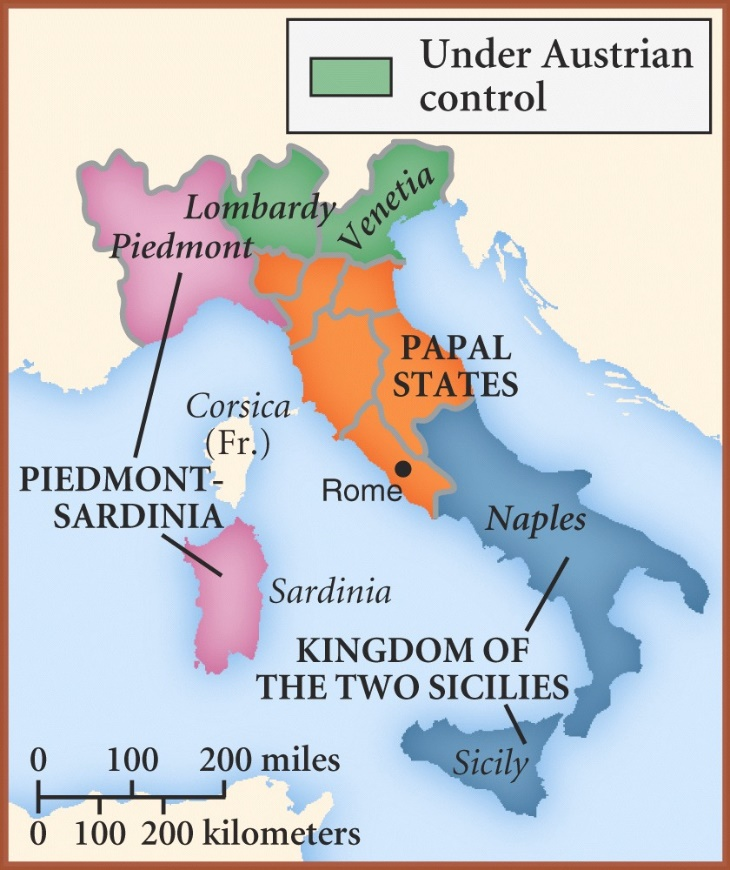 Under Austrian
control
Lombardy
Venetia
Piedmont
PAPAL
STATES
Corsica
(Fr.)
PIEDMONT-
SARDINIA
Rome
Naples
Sardinia
KINGDOM OF
THE TWO SICILIES
Sicily
0 100 200 miles
0 100 200 kilometers